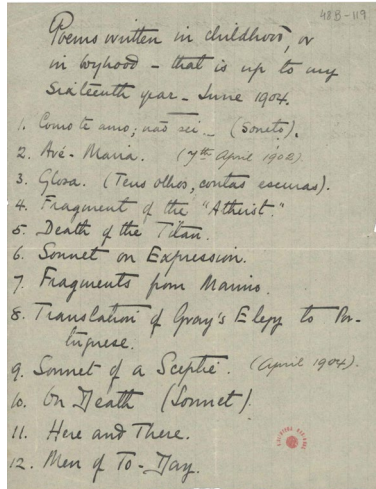 48B-119
Poems written in childhood, or
in boyhood - that is up to my
sixteenth year - June 1904.
1. Como te amo; não sei - (Soneto).
2. Avé-Maria. (7th April 1902)
3. Glosa. (Teus olhos, contas escuras).
4. Fragment of the "Atheist."
5. Death of the Titan.
6. Sonnet on Expression.
7. Fragments from Marino.
8. Translation of Gray's Elegy to Por-
tuguese.
9. Sonnet of a Sceptic. (April 1904).
10. On Death (Sonnet).
11. Here and There.
12. Men of To-Day.